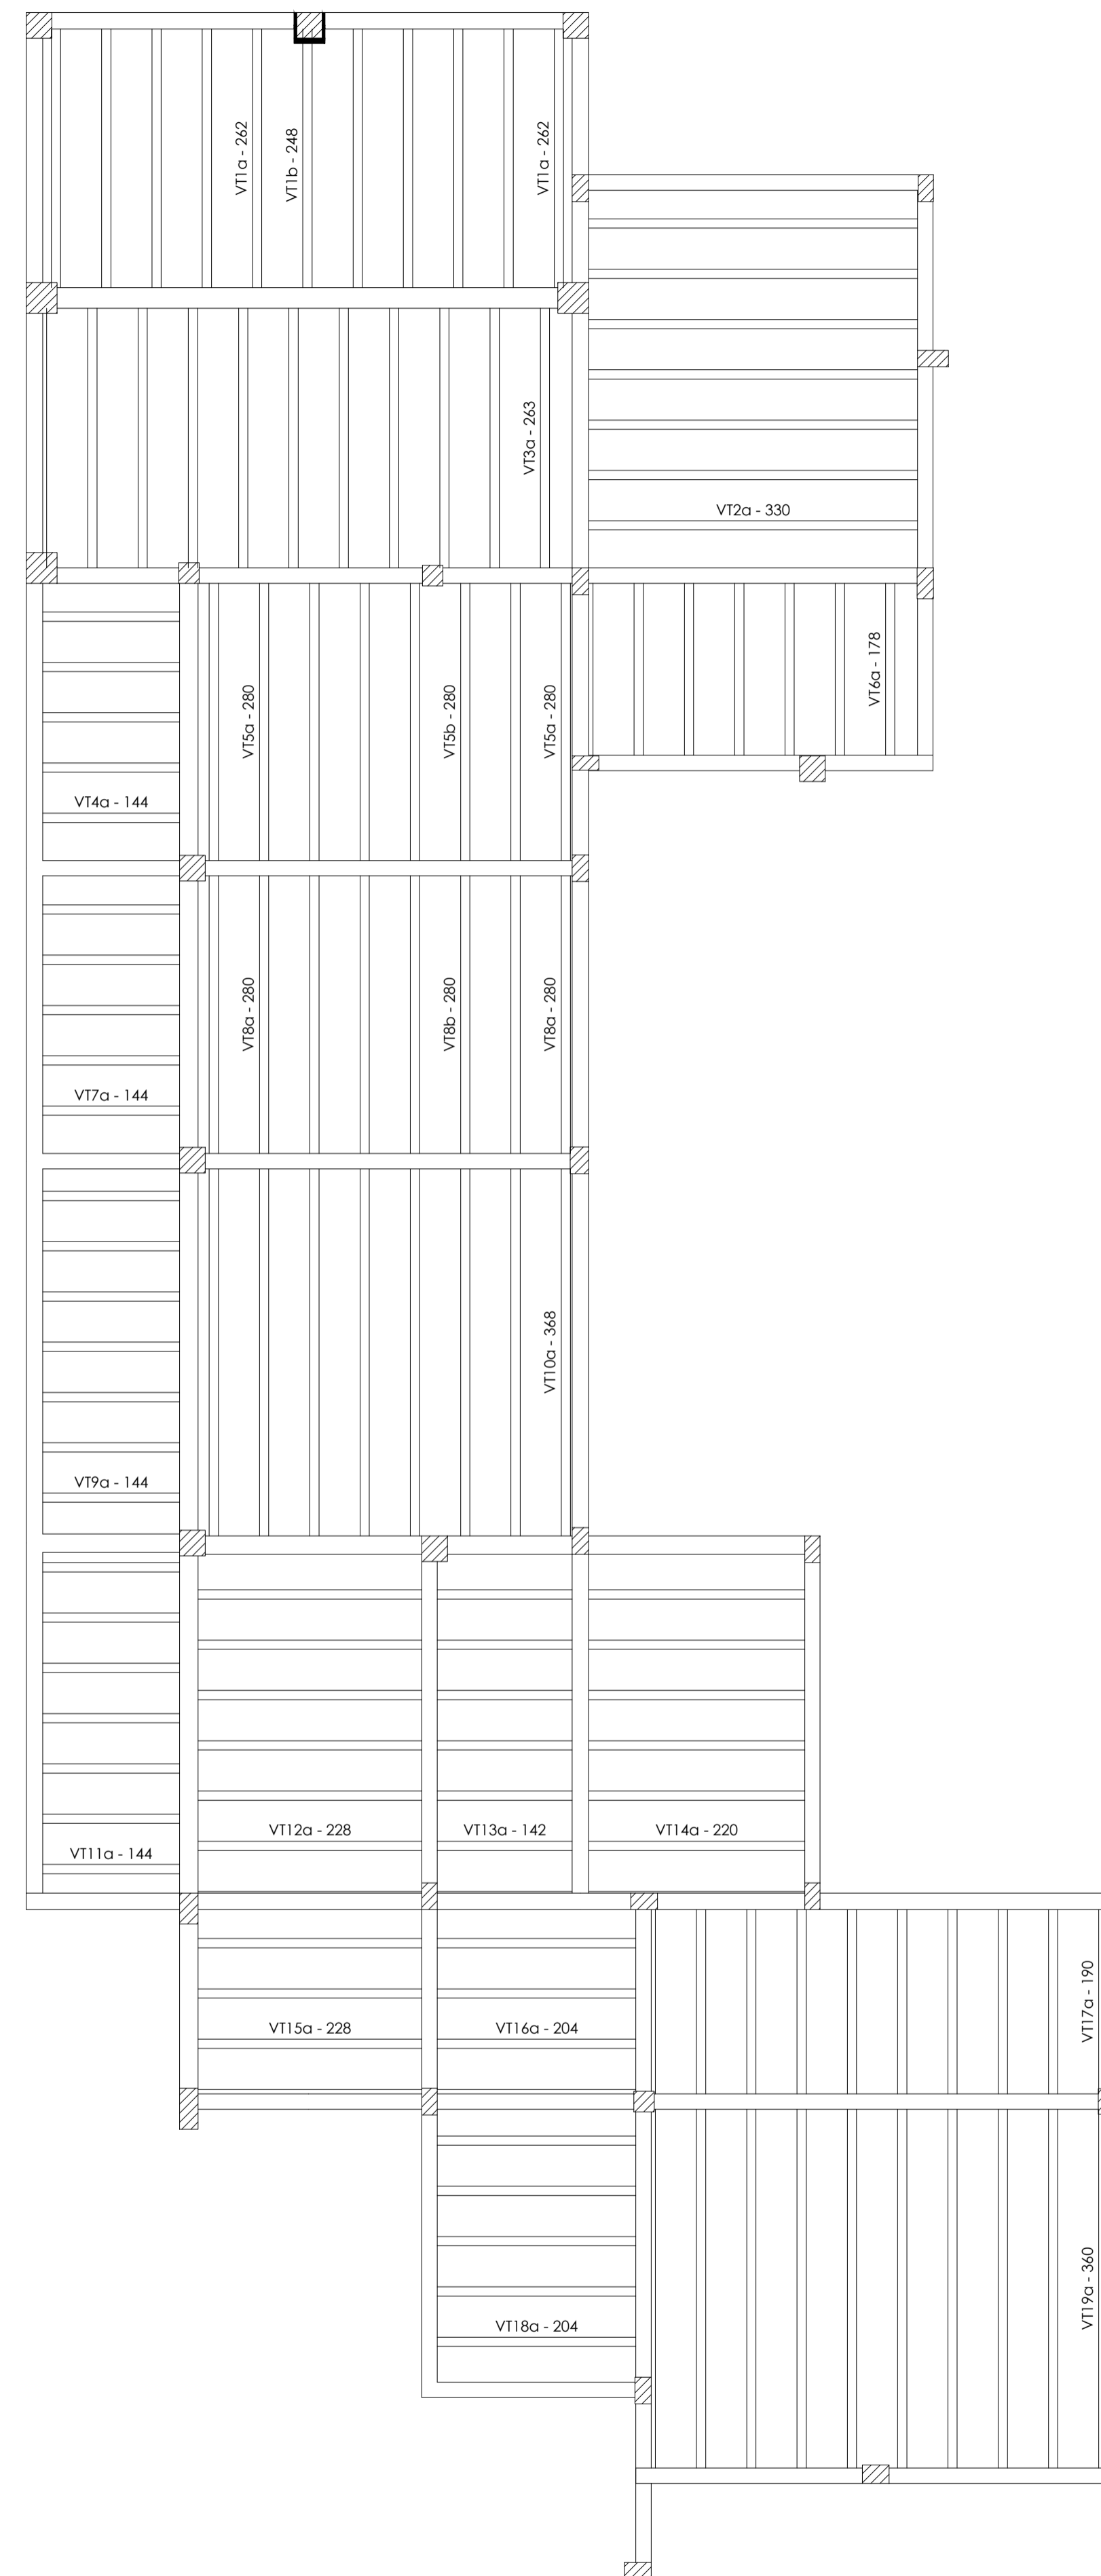 VT1a - 262
VT1b - 248
VT1a - 262
VT3a - 263
VT2a - 330
VT5a - 280
VT5b - 280
VT5a - 280
VT6a - 178
VT4a - 144
VT8a - 280
VT8b - 280
VT8a - 280
VT7a - 144
VT10a - 368
VT9a - 144
VT12a - 228
VT13a - 142
VT14a - 220
VT11a - 144
VT17a - 190
VT15a - 228
VT16a - 204
VT19a - 360
VT18a - 204